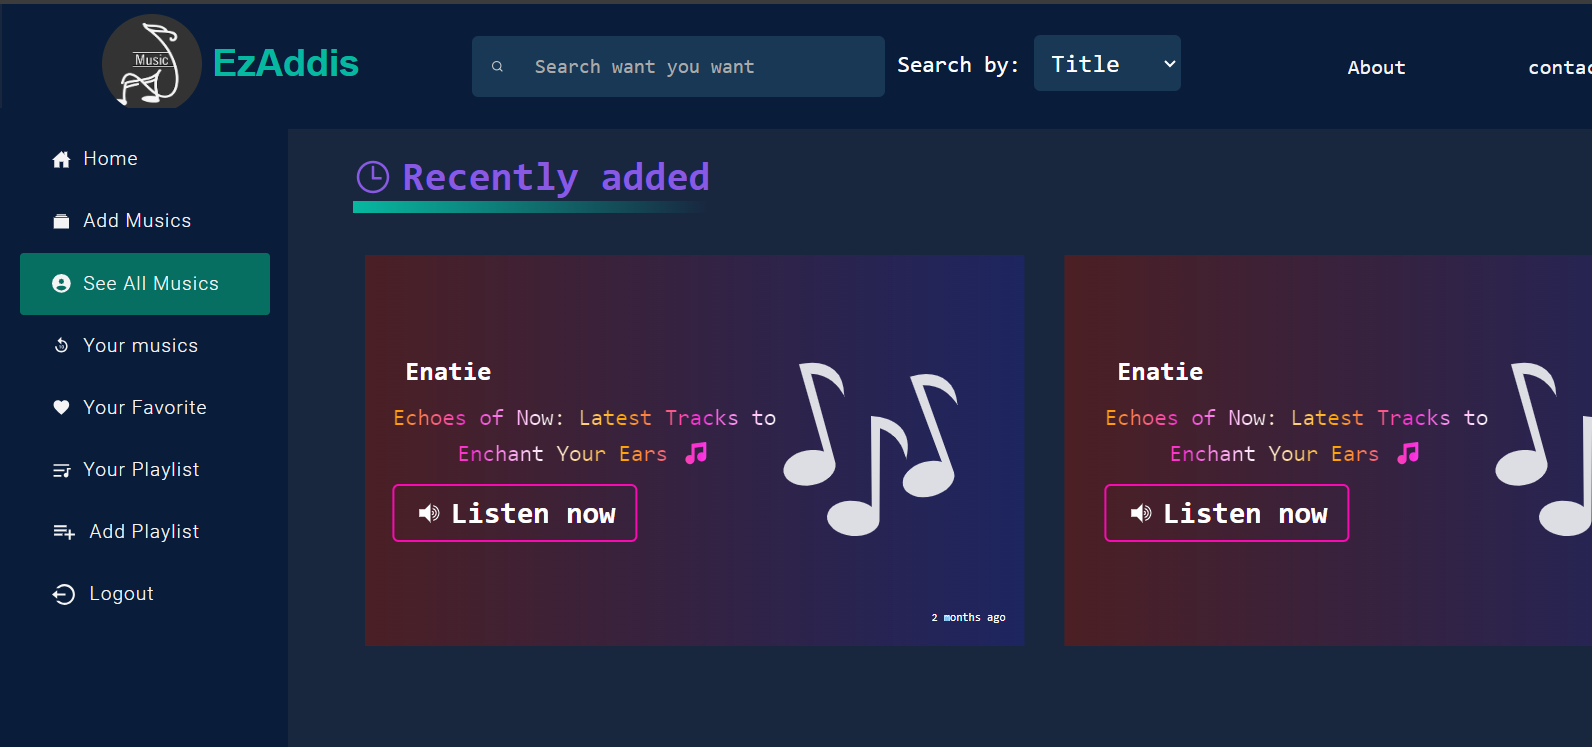 Music
EzAddis
Search want you want
Search by:
Title
About
Home
Add Musics
See All Musics
Your musics
Your Favorite
Your Playlist
Add Playlist
Logout
Recently added
Enatie
Echoes of Now: Latest Tracks to
Enchant Your Ears
Listen now
2 months ago
Enatie
Echoes of Now: Latest Tracks to
Enchant Your Ears
Listen now